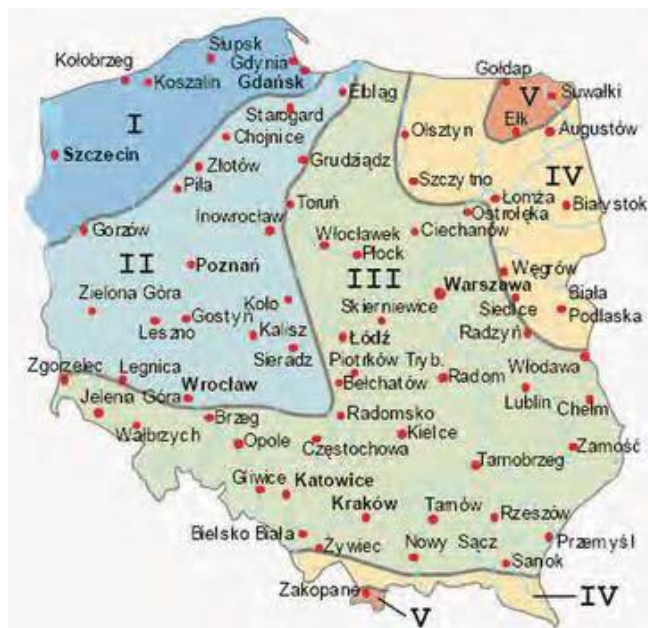 Słupsk
Kołobrzeg
Gdynia
Koszalin
Gdańsk
Elbląg
Gołdap
V
Suwałki
Starogard
I
Chojnice
Olsztyn
Ełk
Augustów
Szczecin
Złotów
Grudziądz
Piła
Szczytno
IV
Łomża
Białystok
Inowrocław
Toruń
Ostrołęka
Gorzów
Włocławek
Ciechanów
II
Poznań
Płock
III
Węgrów
Warszawa
Zielona Góra
Koło
Skierniewice
Siedlce
Biała
Podlaska
Gostyń
Leszno
Kalisz
Łódź
Radzyń
Sieradz
Zgorzelec
Legnica
Piotrków Tryb.
Włodawa
Wrocław
Bełchatów
Radom
Jelena Góra
Lublin
Chełm
Brzeg
Radomsko
Wałbrzych
Opole
Kielce
Częstochowa
Zamość
Tarnobrzeg
Gliwice
Katowice
Kraków
Tarnów
Rzeszów
Bielsko Biała
Przemyśl
Żywiec
Nowy Sącz
Sanok
Zakopane
IV
V